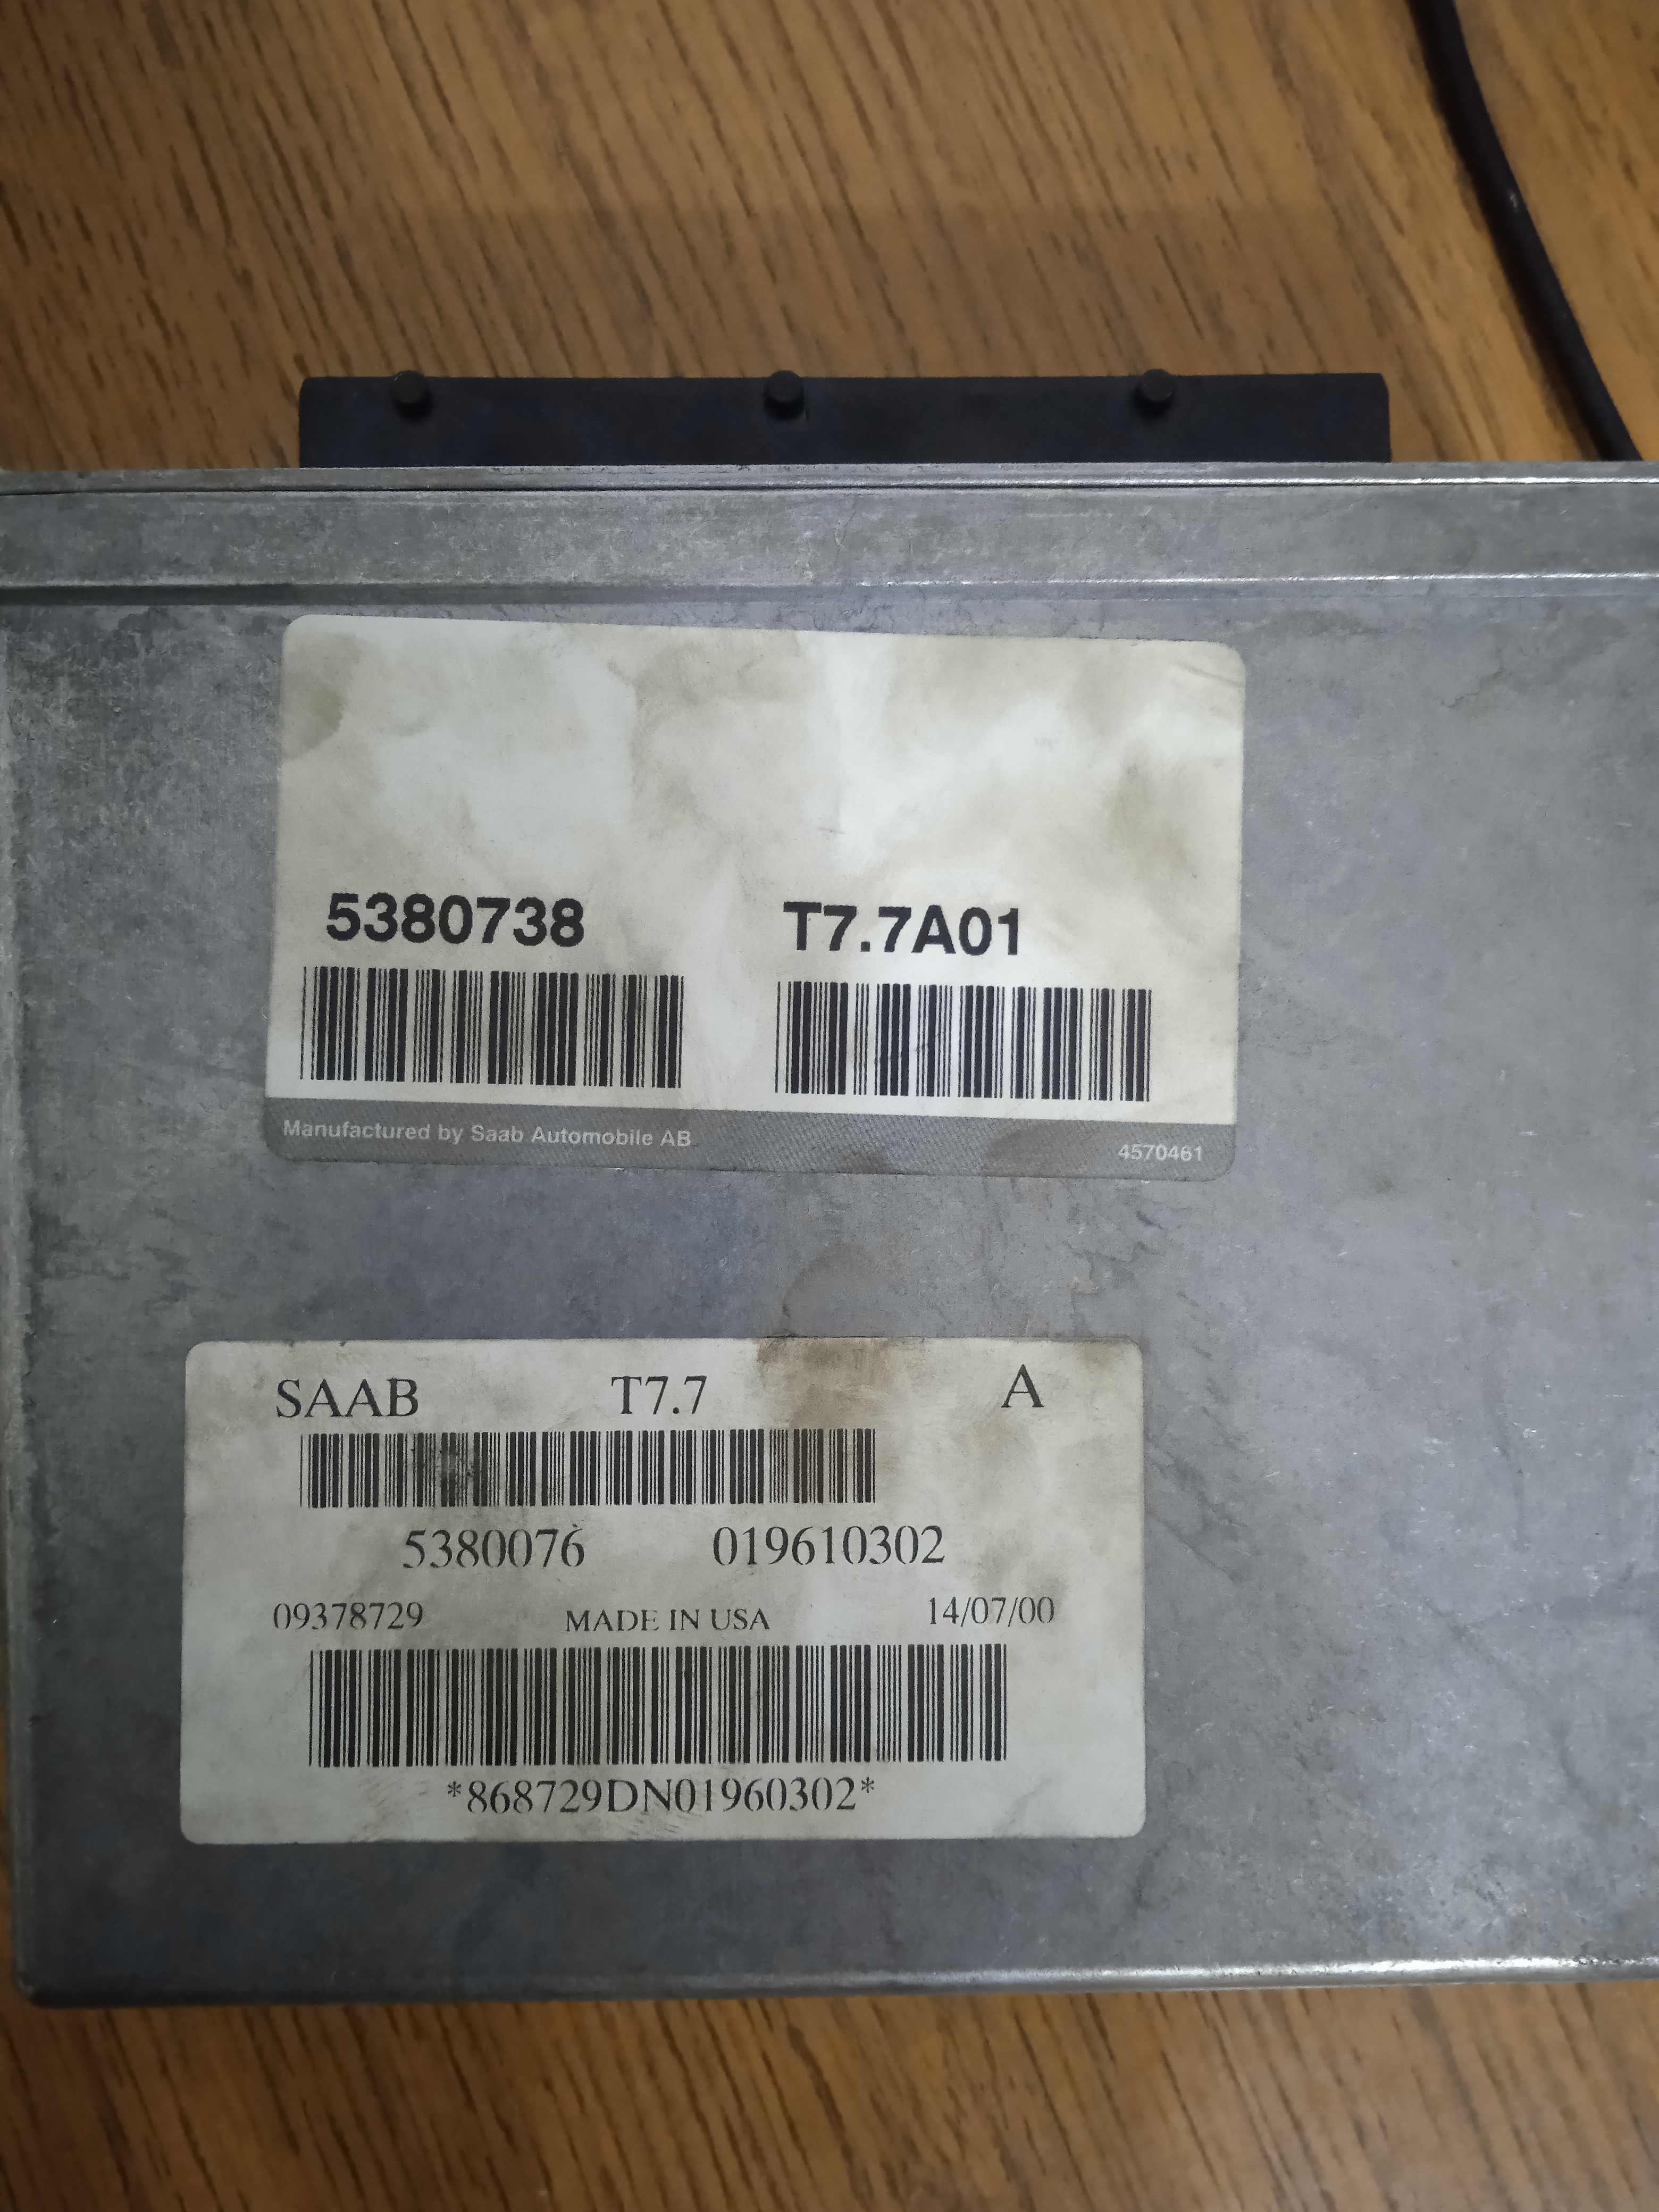 5380738 T7.7A01
Manufactured by Saab Automobile AB 4570461
SAAB T7.7 A
5380076 019610302
09378729 MADE IN USA 14/07/00
*868729DN01960302*